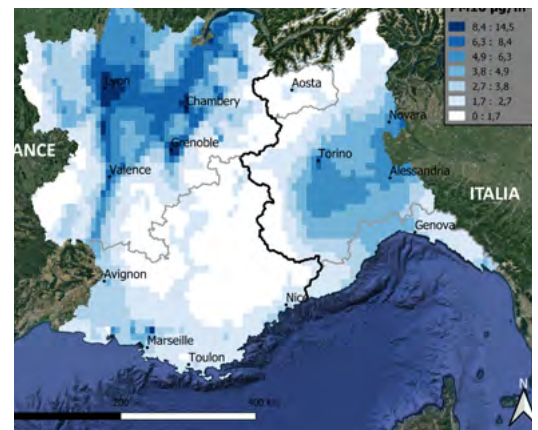 PM10 µg/m
8,4 : 14,5
6,3 : 8,4
4,9 : 6,3
3,8 : 4,9
2,7 : 3,8
1,7 : 2,7
0 : 1,7
Lyon
Aosta
Chambery
Novara
Grenoble
ANCE
Torino
Valence
Alessandria
ITALIA
Genova
Avignon
Nice
Marseille
Toulon
N
200
400 km